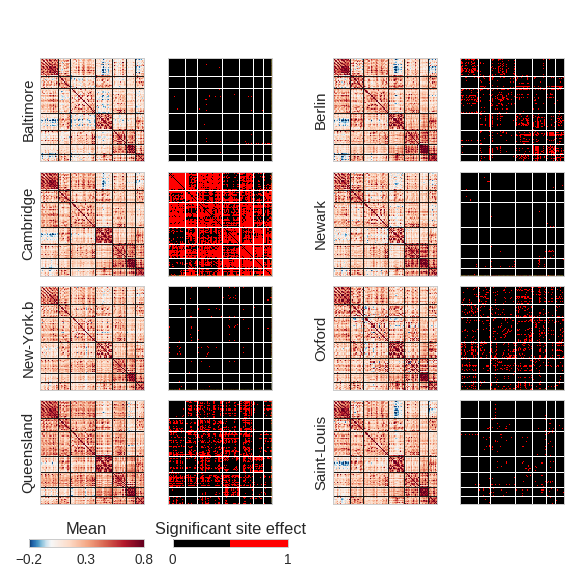 Baltimore
Berlin
Cambridge
Newark
New-York.b
Oxford
Queensland
Saint-Louis
Mean
Significant site effect
−0.2 0.3 0.8
0 1